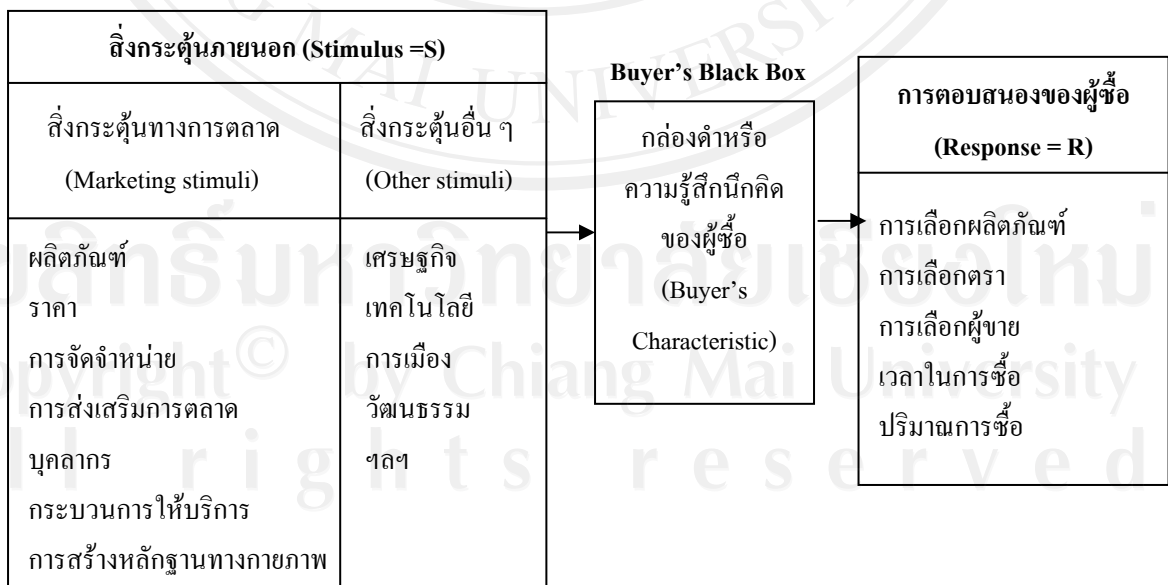 สิ่งกระตุ้นภายนอก (Stimulus =S)
สิ่งกระตุ้นทางการตลาด
(Marketing stimuli)
สิ่งกระตุ้นอื่น ๆ
(Other stimuli)
ผลิตภัณฑ์
ราคา
การจัดจำหน่าย
การส่งเสริมการตลาด
บุคลากร
กระบวนการให้บริการ
การสร้างหลักฐานทางกายภาพ
เศรษฐกิจ
เทคโนโลยี
การเมือง
วัฒนธรรม
ฯลฯ
Buyer's Black Box
กล่องดำหรือ
ความรู้สึกนึกคิด
ของผู้ซื้อ
(Buyer's
Characteristic)
การตอบสนองของผู้ซื้อ
(Response = R)
การเลือกผลิตภัณฑ์
การเลือกตรา
การเลือกผู้ขาย
เวลาในการซื้อ
ปริมาณการซื้อ
MAI UNIVERSI
มหาวิทยาลัยเชียงใหม่
by Chiang Mai University
rights reserved